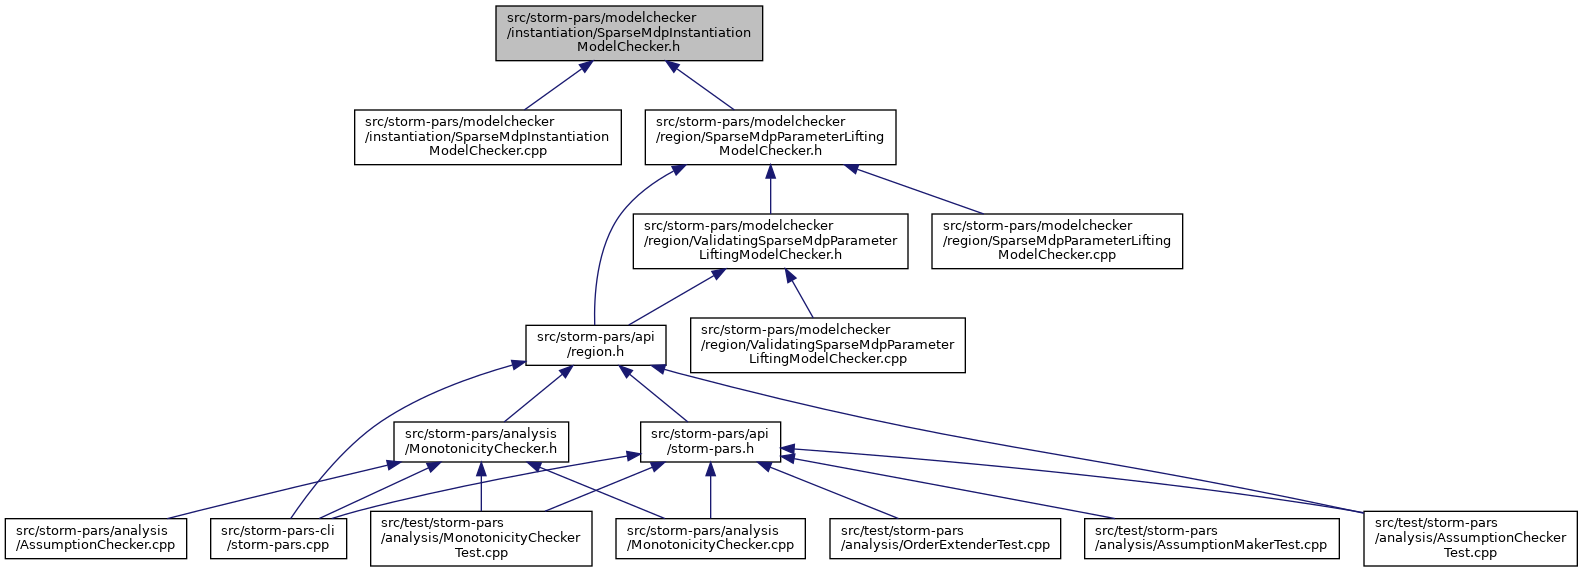 src/storm-pars/modelchecker
/instantiation/SparseMdpInstantiation
ModelChecker.h
src/storm-pars/modelchecker
/instantiation/SparseMdpInstantiation
ModelChecker.cpp
src/storm-pars/modelchecker
/region/SparseMdpParameterLifting
ModelChecker.h
src/storm-pars/modelchecker
/region/ValidatingSparseMdpParameter
LiftingModelChecker.h
src/storm-pars/modelchecker
/region/SparseMdpParameterLifting
ModelChecker.cpp
src/storm-pars/api
/region.h
src/storm-pars/modelchecker
/region/ValidatingSparseMdpParameter
LiftingModelChecker.cpp
src/storm-pars/analysis
/MonotonicityChecker.h
src/storm-pars/api
/storm-pars.h
src/storm-pars/analysis
/AssumptionChecker.cpp
src/storm-pars-cli
/storm-pars.cpp
src/test/storm-pars
/analysis/MonotonicityChecker
Test.cpp
src/storm-pars/analysis
/MonotonicityChecker.cpp
src/test/storm-pars
/analysis/OrderExtenderTest.cpp
src/test/storm-pars
/analysis/AssumptionMakerTest.cpp
src/test/storm-pars
/analysis/AssumptionChecker
Test.cpp